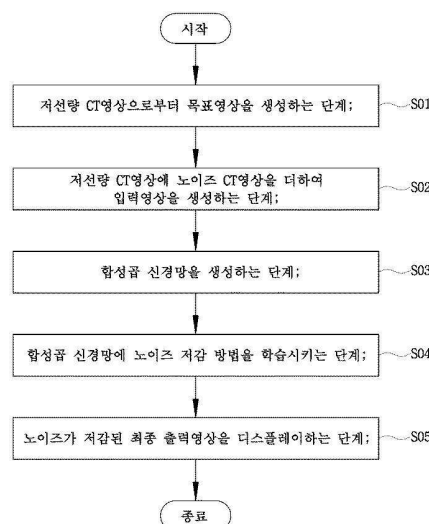 시작
저선량 CT영상으로부터 목표영상을 생성하는 단계;
S01
저선량 CT영상에 노이즈 CT영상을 더하여
입력영상을 생성하는 단계;
S02
합성곱 신경망을 생성하는 단계;
S03
합성곱 신경망에 노이즈 저감 방법을 학습시키는 단계;
S04
노이즈가 저감된 최종 출력영상을 디스플레이하는 단계;
S05
종료